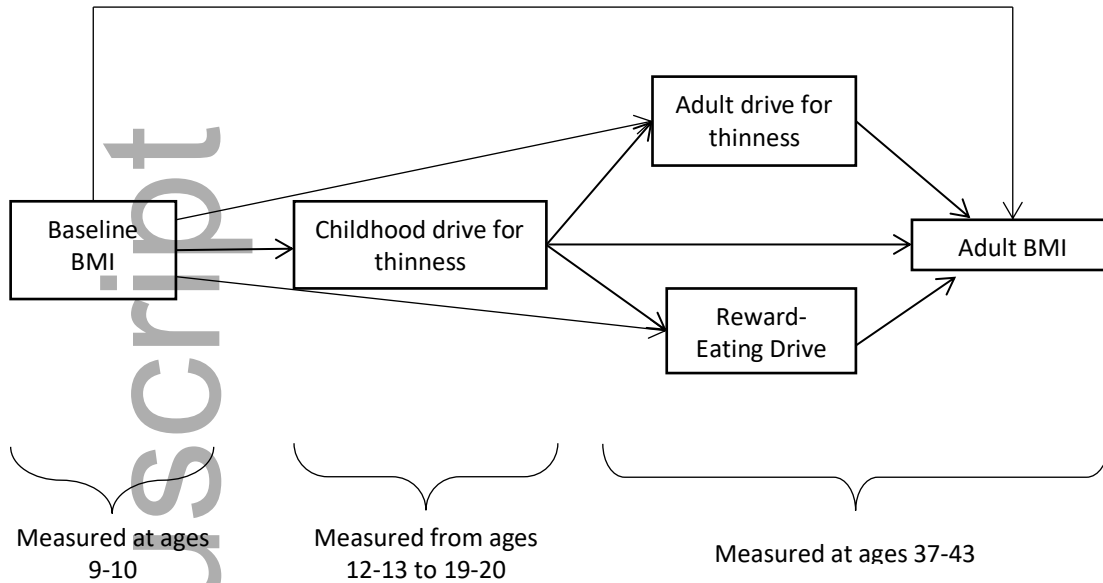 Adult drive for
thinness
Baseline
BMI
Childhood drive for
thinness
Adult BMI
Reward-
Eating Drive
Measured at ages
9-10
Measured from ages
12-13 to 19-20
Measured at ages 37-43
uscript